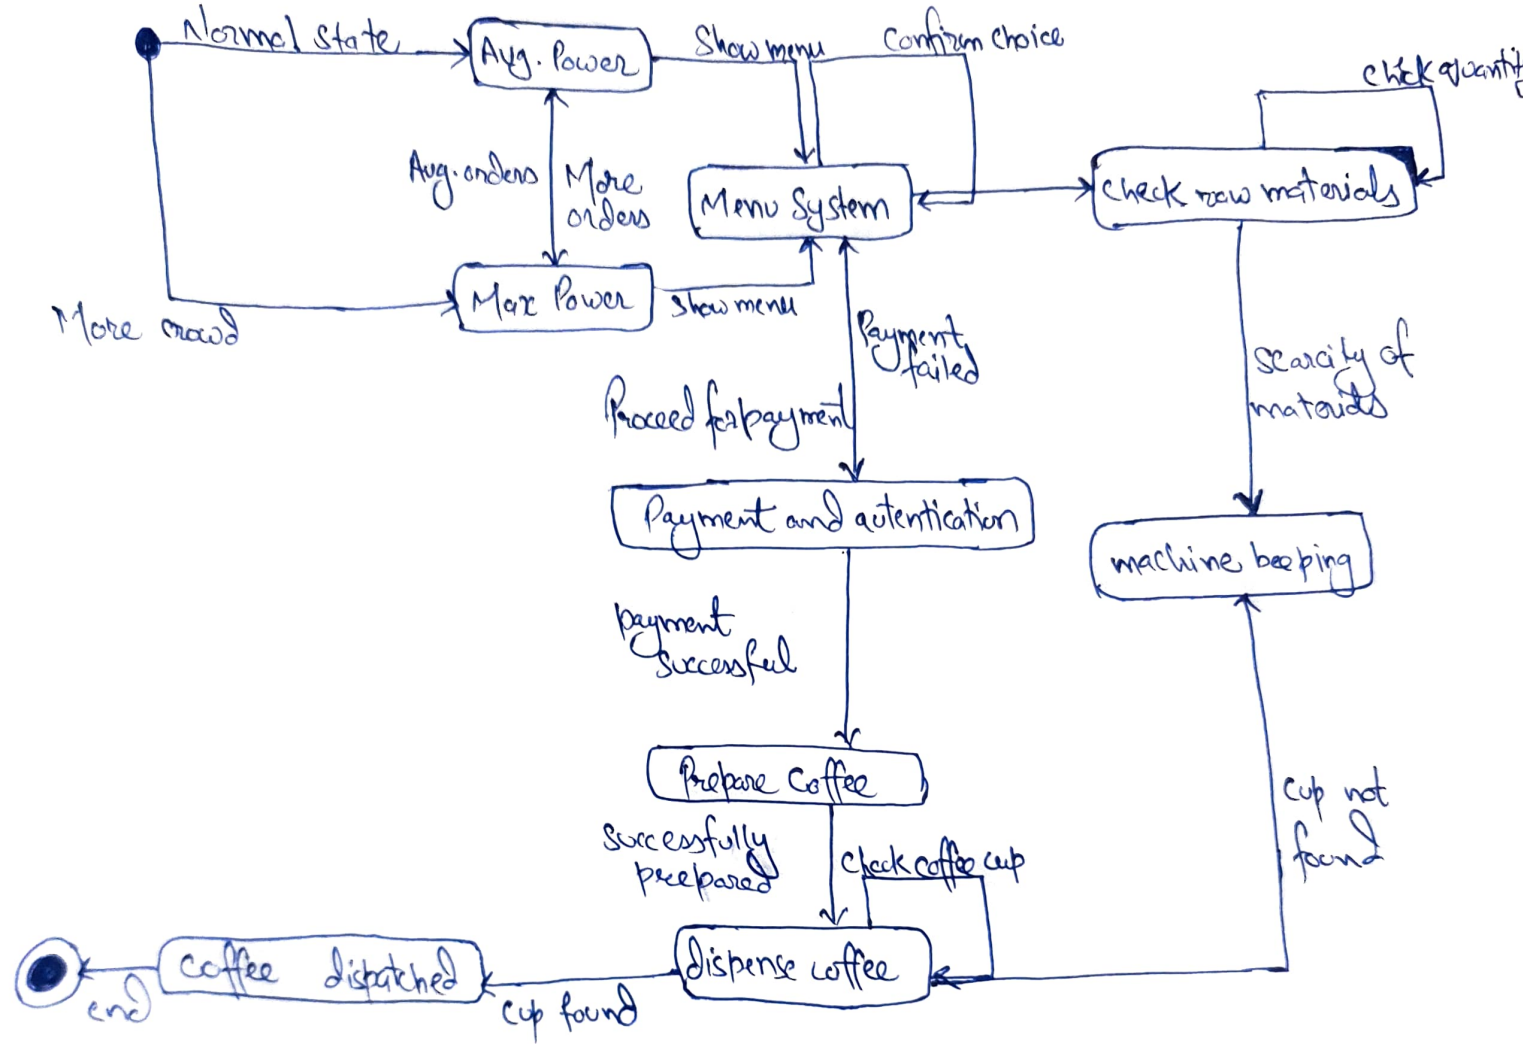 Normal State
Avg. Power
Show menu
Confirm choice
Check quantity
Avg. orders
More
orders
Menu System
Check raw materials
More crowd
Max Power
Show menu
Payment
failed
Proceed for payment
scarcity of
materials
Payment and autentication
machine beeping
payment
successful
Prepare Coffee
cup not
found
successfully
prepared
Check coffee cup
coffee dispatched
dispense coffee
end
cup found